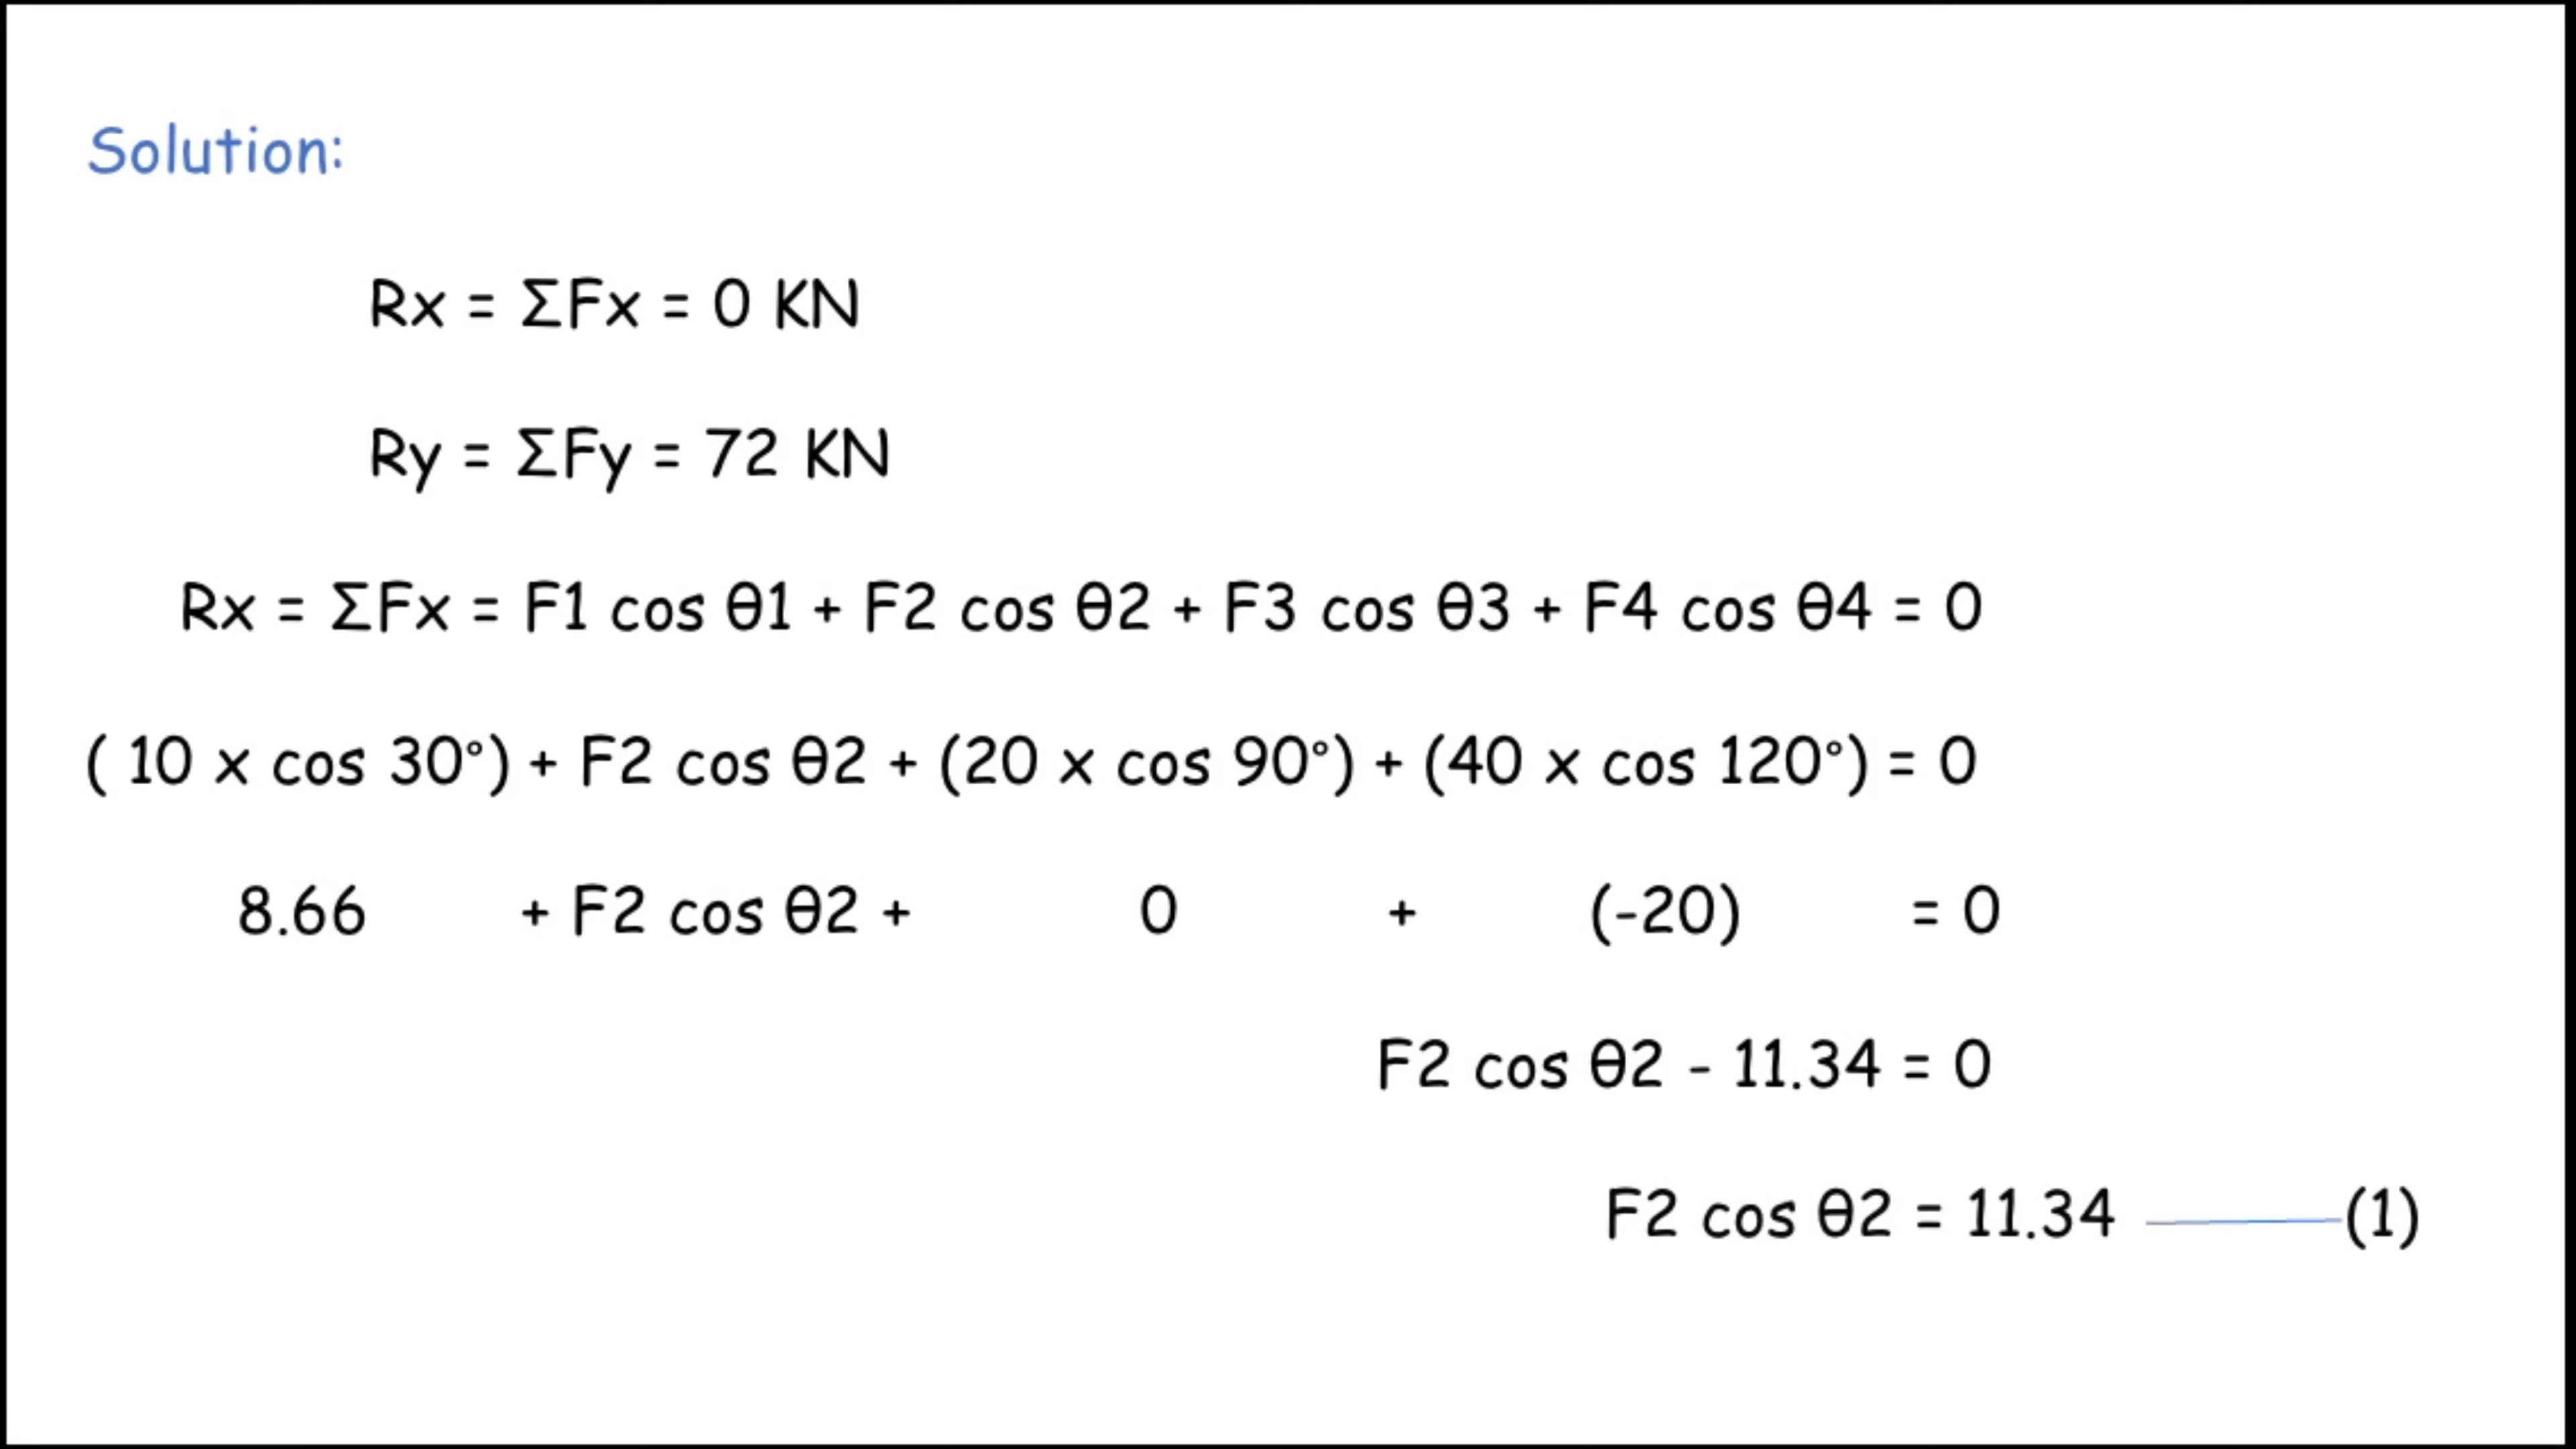 Solution:
Rx = ΣFx = 0 KN
Ry = ΣFy = 72 KN
Rx = ΣFx = F1 cos θ1 + F2 cos θ2 + F3 cos θ3 + F4 cos θ4 = 0
( 10 x cos 30°) + F2 cos θ2 + (20 x cos 90°) + (40 x cos 120°) = 0
8.66 + F2 cos θ2 + 0 + (-20) = 0
F2 cos θ2 - 11.34 = 0
F2 cos θ2 = 11.34 (1)